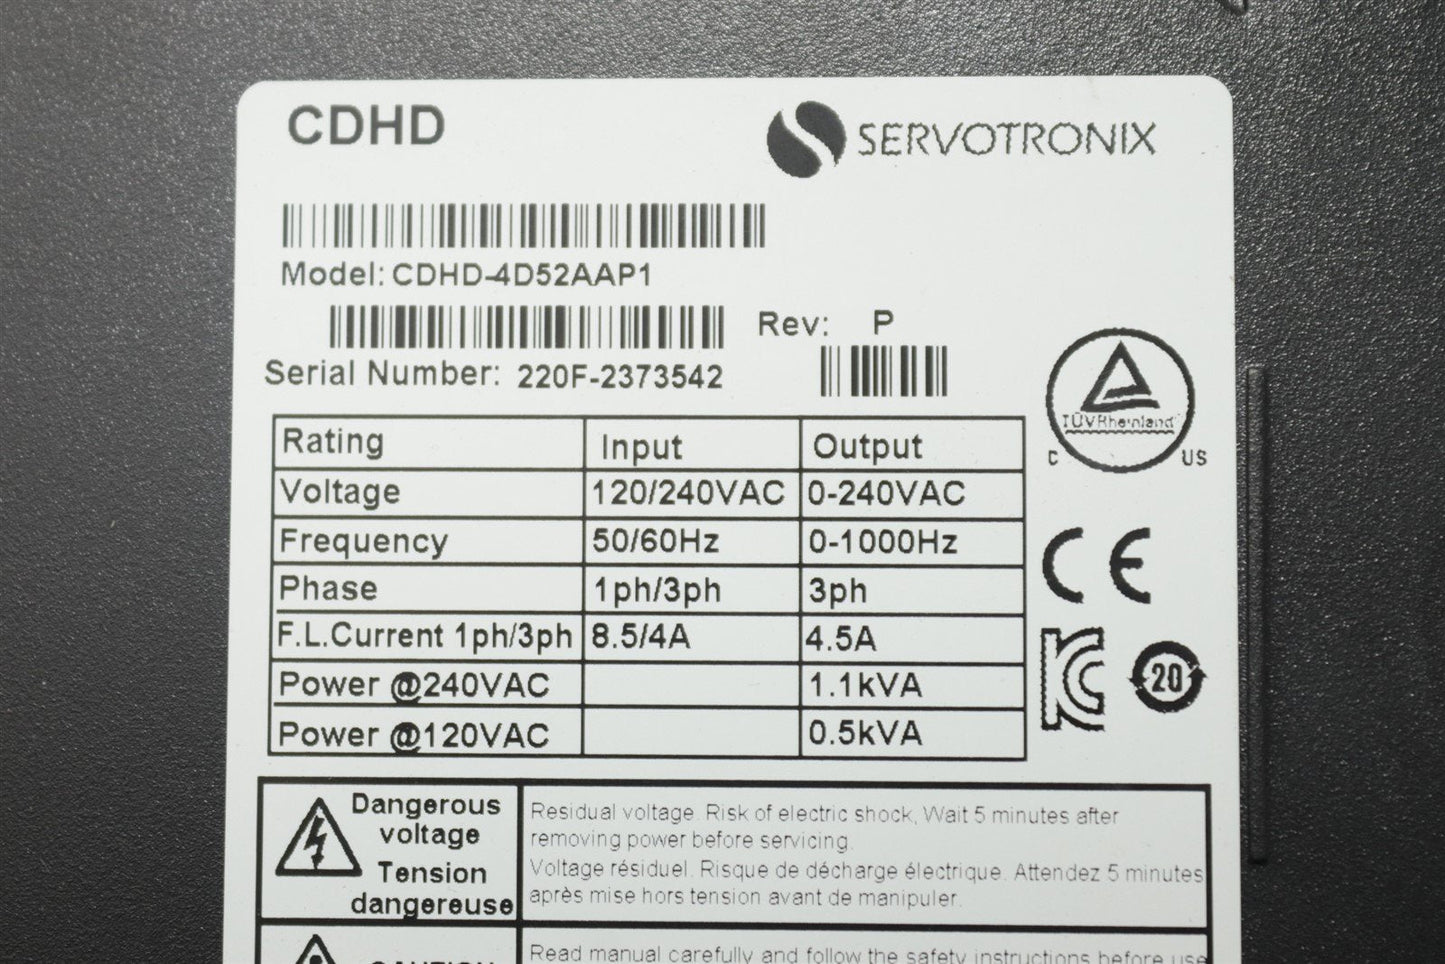 CDHD
SERVOTRONIX
Model: CDHD-4D52AAP1
Rev: P
Serial Number: 220F-2373542
TÜVRheinland
C US
Rating Input Output
Voltage 120/240VAC 0-240VAC
Frequency 50/60Hz 0-1000Hz
Phase 1ph/3ph 3ph
F.L.Current 1ph/3ph 8.5/4A 4.5A
Power @240VAC 1.1kVA
Power @120VAC 0.5kVA
CE
KC
20
Dangerous
voltage
Tension
dangereuse
Residual voltage. Risk of electric shock, Wait 5 minutes after
removing power before servicing.
Voltage résiduel. Risque de décharge électrique. Attendez 5 minutes
après mise hors tension avant de manipuler.
CAUTION
Read manual carefully and follow the safety instructions before use